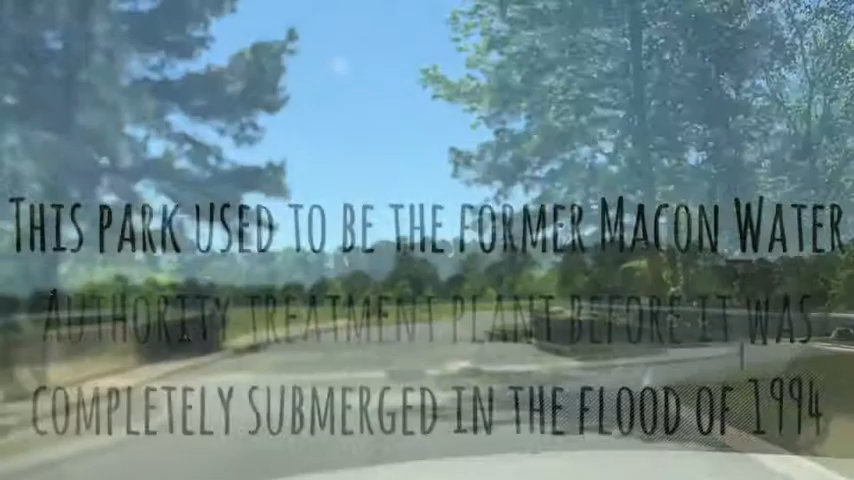 This park used to be the former Macon Water
Authority treatment plant before it was
completely submerged in the flood of 1994